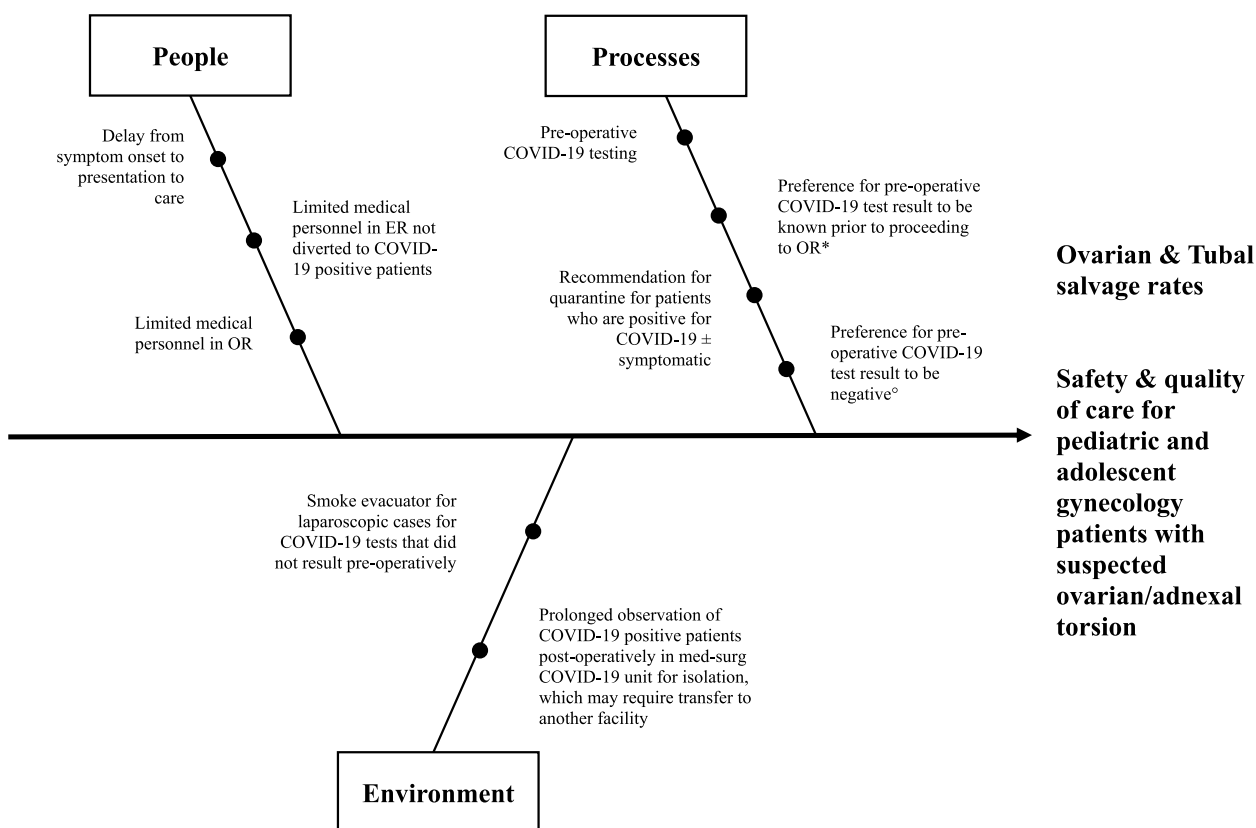 People
Processes
Delay from
symptom onset to
presentation to
care
Limited medical
personnel in ER not
diverted to COVID-
19 positive patients
Limited medical
personnel in OR
Pre-operative
COVID-19 testing
Preference for pre-operative
COVID-19 test result to be
known prior to proceeding
to OR*
Recommendation for
quarantine for patients
who are positive for
COVID-19 ±
symptomatic
Preference for pre-
operative COVID-19
test result to be
negative°
Ovarian & Tubal
salvage rates
Safety & quality
of care for
pediatric and
adolescent
gynecology
patients with
suspected
ovarian/adnexal
torsion
Smoke evacuator for
laparoscopic cases for
COVID-19 tests that did
not result pre-operatively
Prolonged observation of
COVID-19 positive patients
post-operatively in med-surg
COVID-19 unit for isolation,
which may require transfer to
another facility
Environment